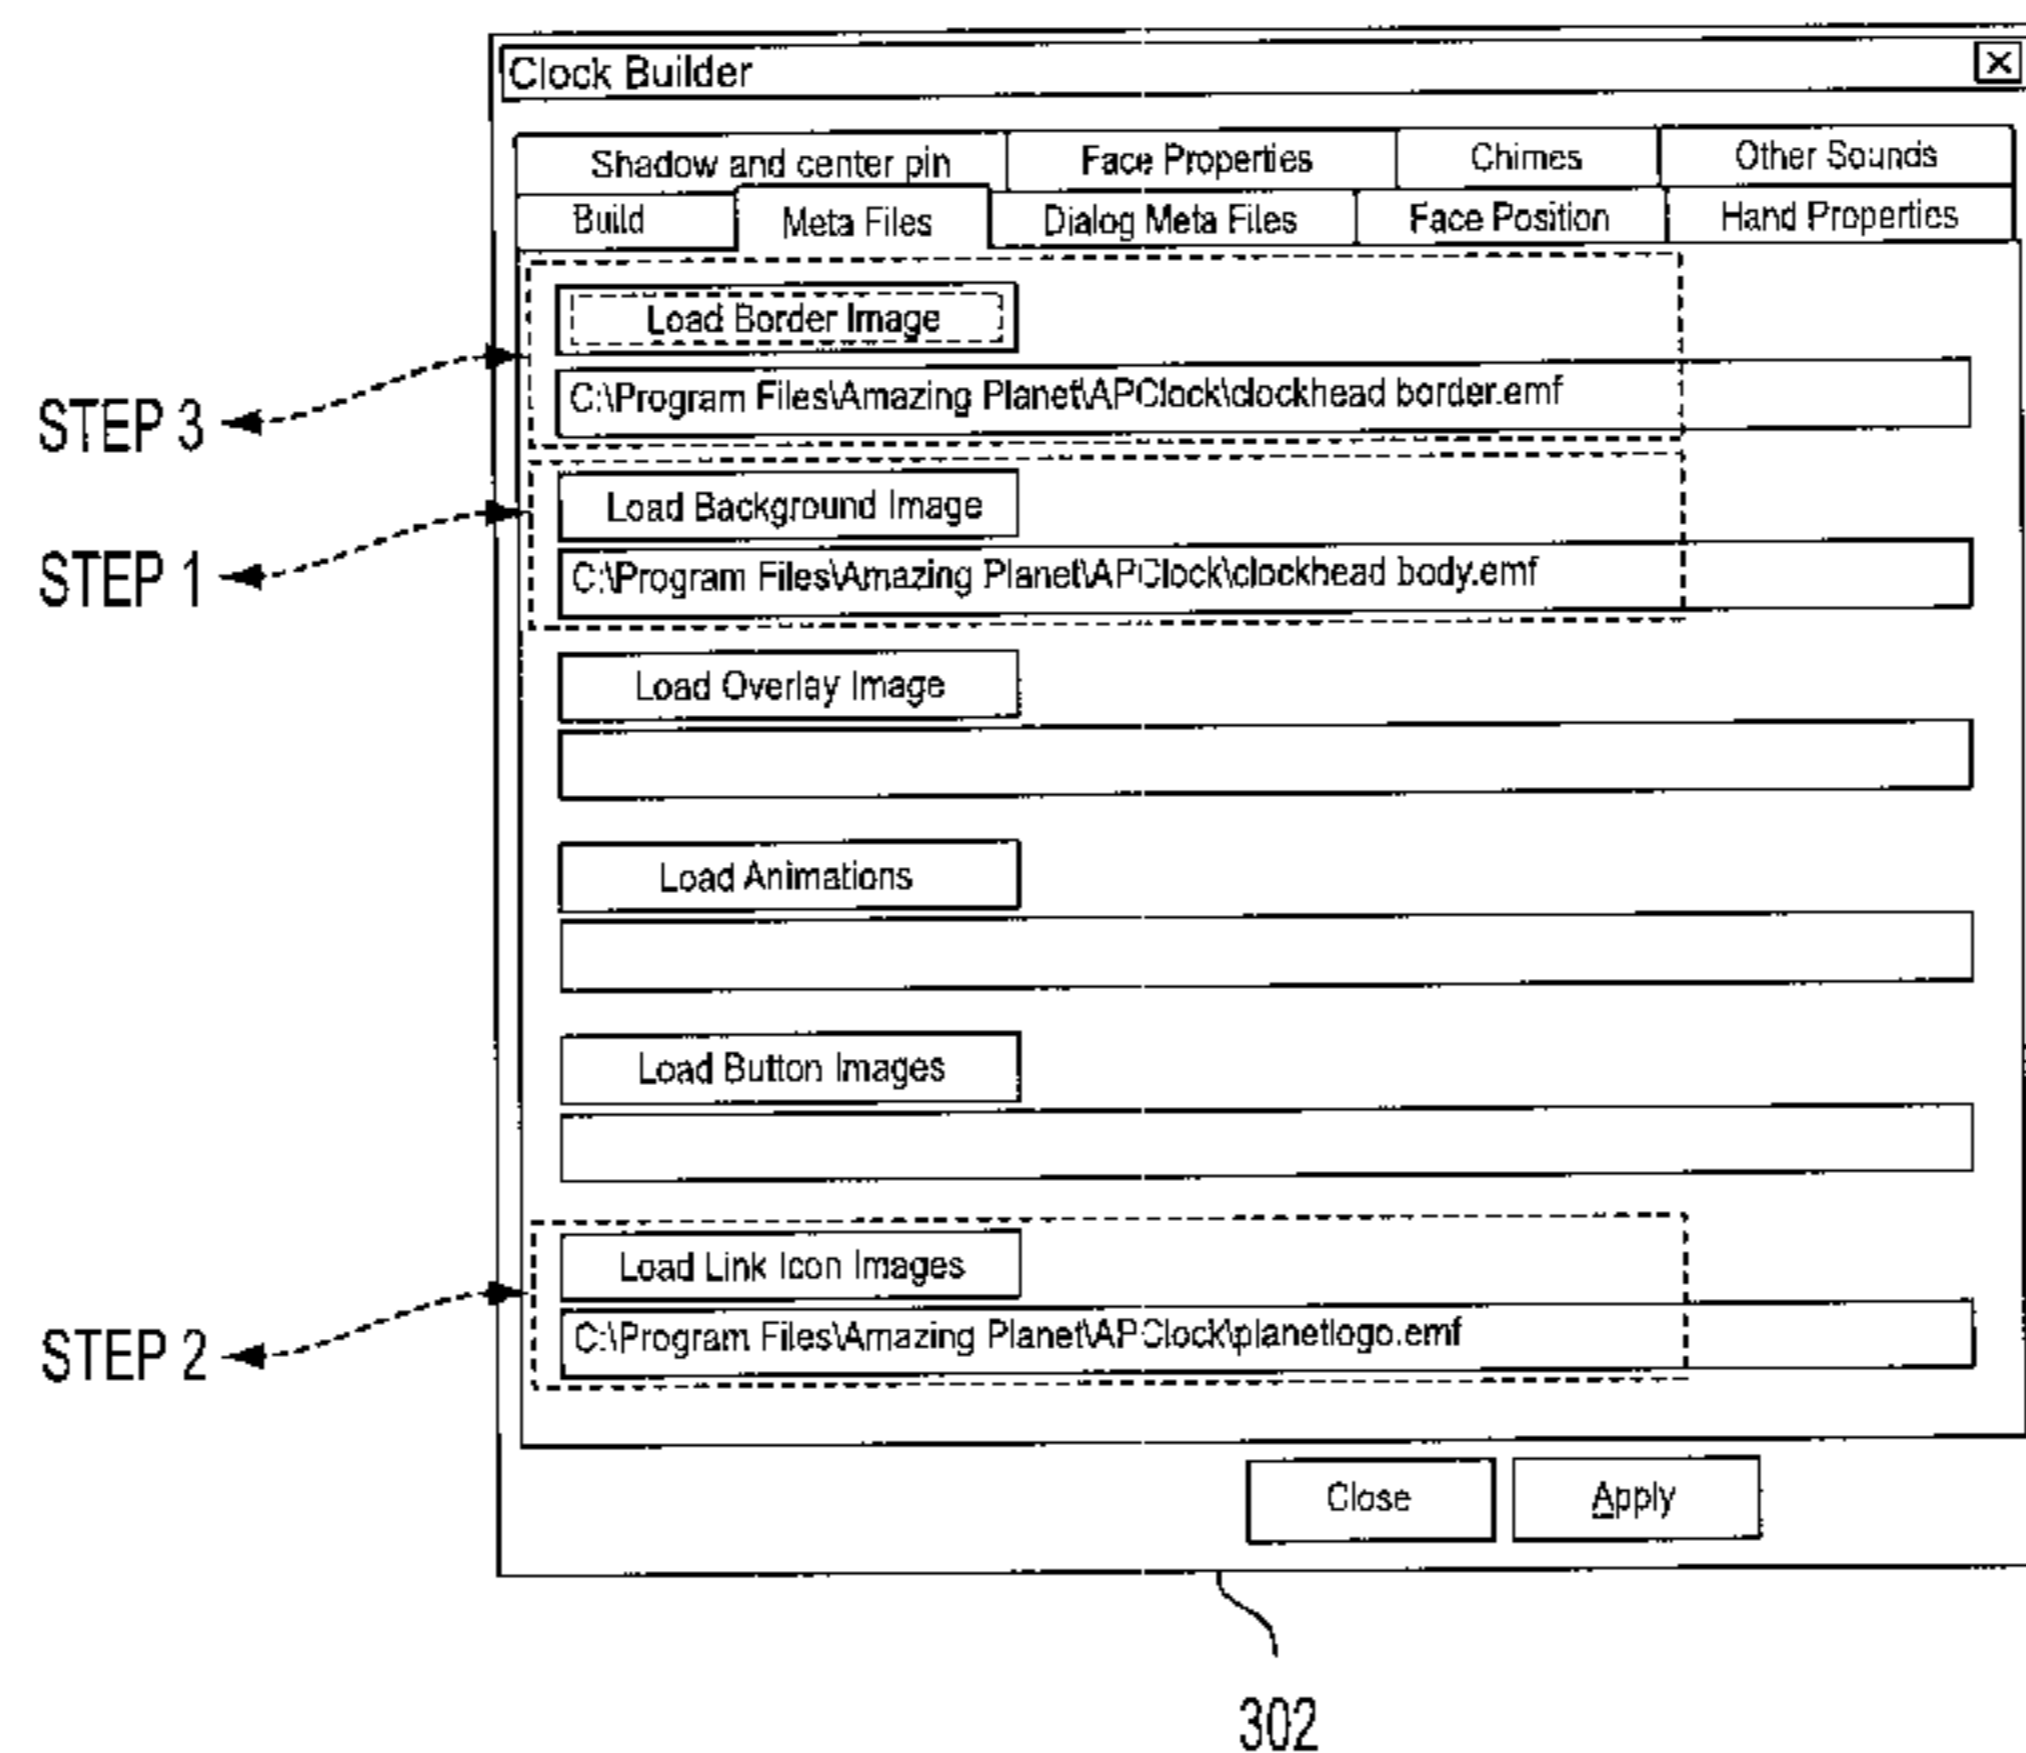 Clock Builder
Shadow and center pin Face Properties Chimes Other Sounds
Build Meta Files Dialog Meta Files Face Position Hand Properties
Load Border Image
C:\Program Files\Amazing Planet\APClock\clockhead border.emf
STEP 3
Load Background Image
C:\Program Files\Amazing Planet\APClock\clockhead body.emf
STEP 1
Load Overlay Image
Load Animations
Load Button Images
Load Link Icon Images
C:\Program Files\Amazing Planet\APClock\planetlogo.emf
STEP 2
Close Apply
302